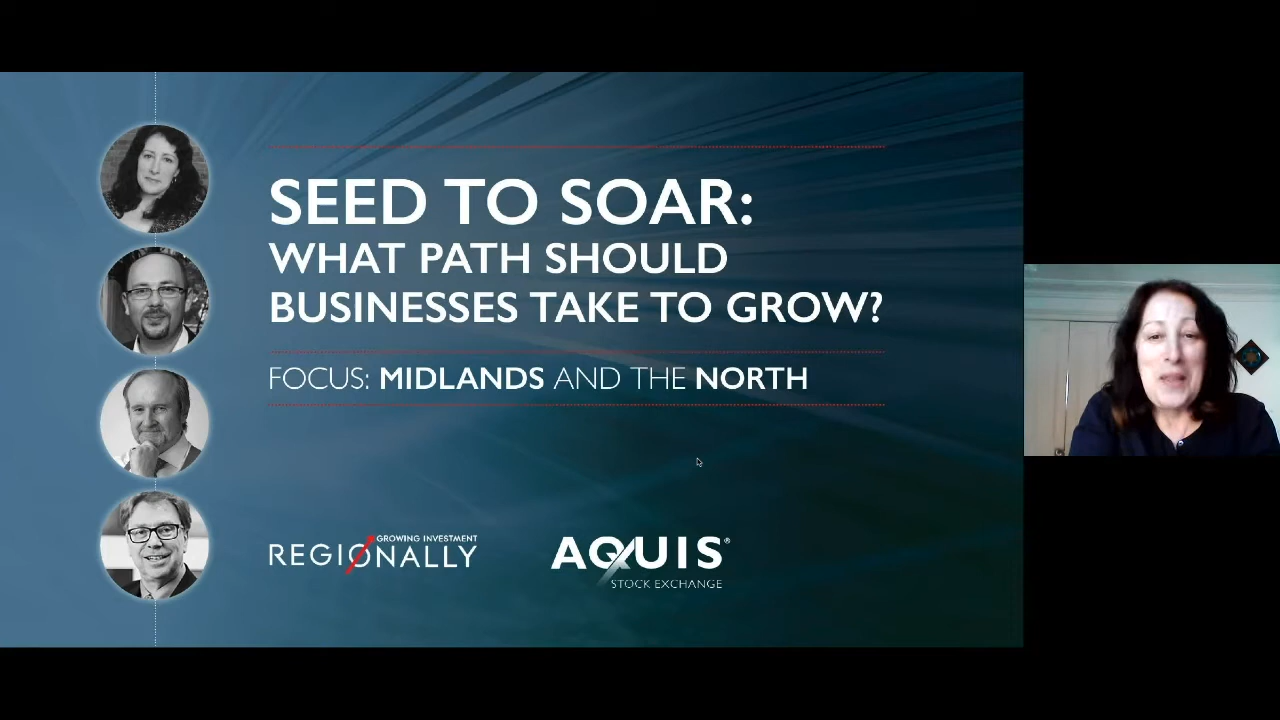 SEED TO SOAR:
WHAT PATH SHOULD
BUSINESSES TAKE TO GROW?
FOCUS: MIDLANDS AND THE NORTH
GROWING INVESTMENT
REGIONALLY
AQUIS®
STOCK EXCHANGE